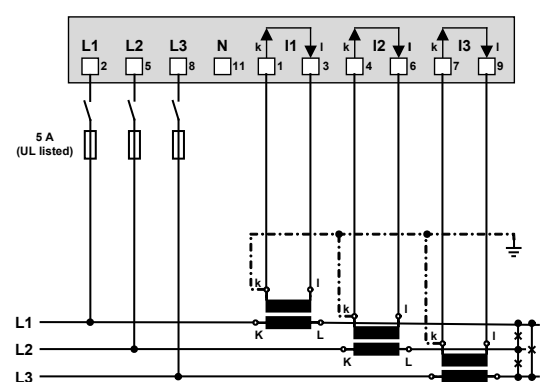 L1 L2 L3 N k I1 l k I2 l k I3 l
2 5 8 11 1 3 4 6 7 9
5 A
(UL listed)
k l
k l
k l
L1
K L
L2
K L
L3